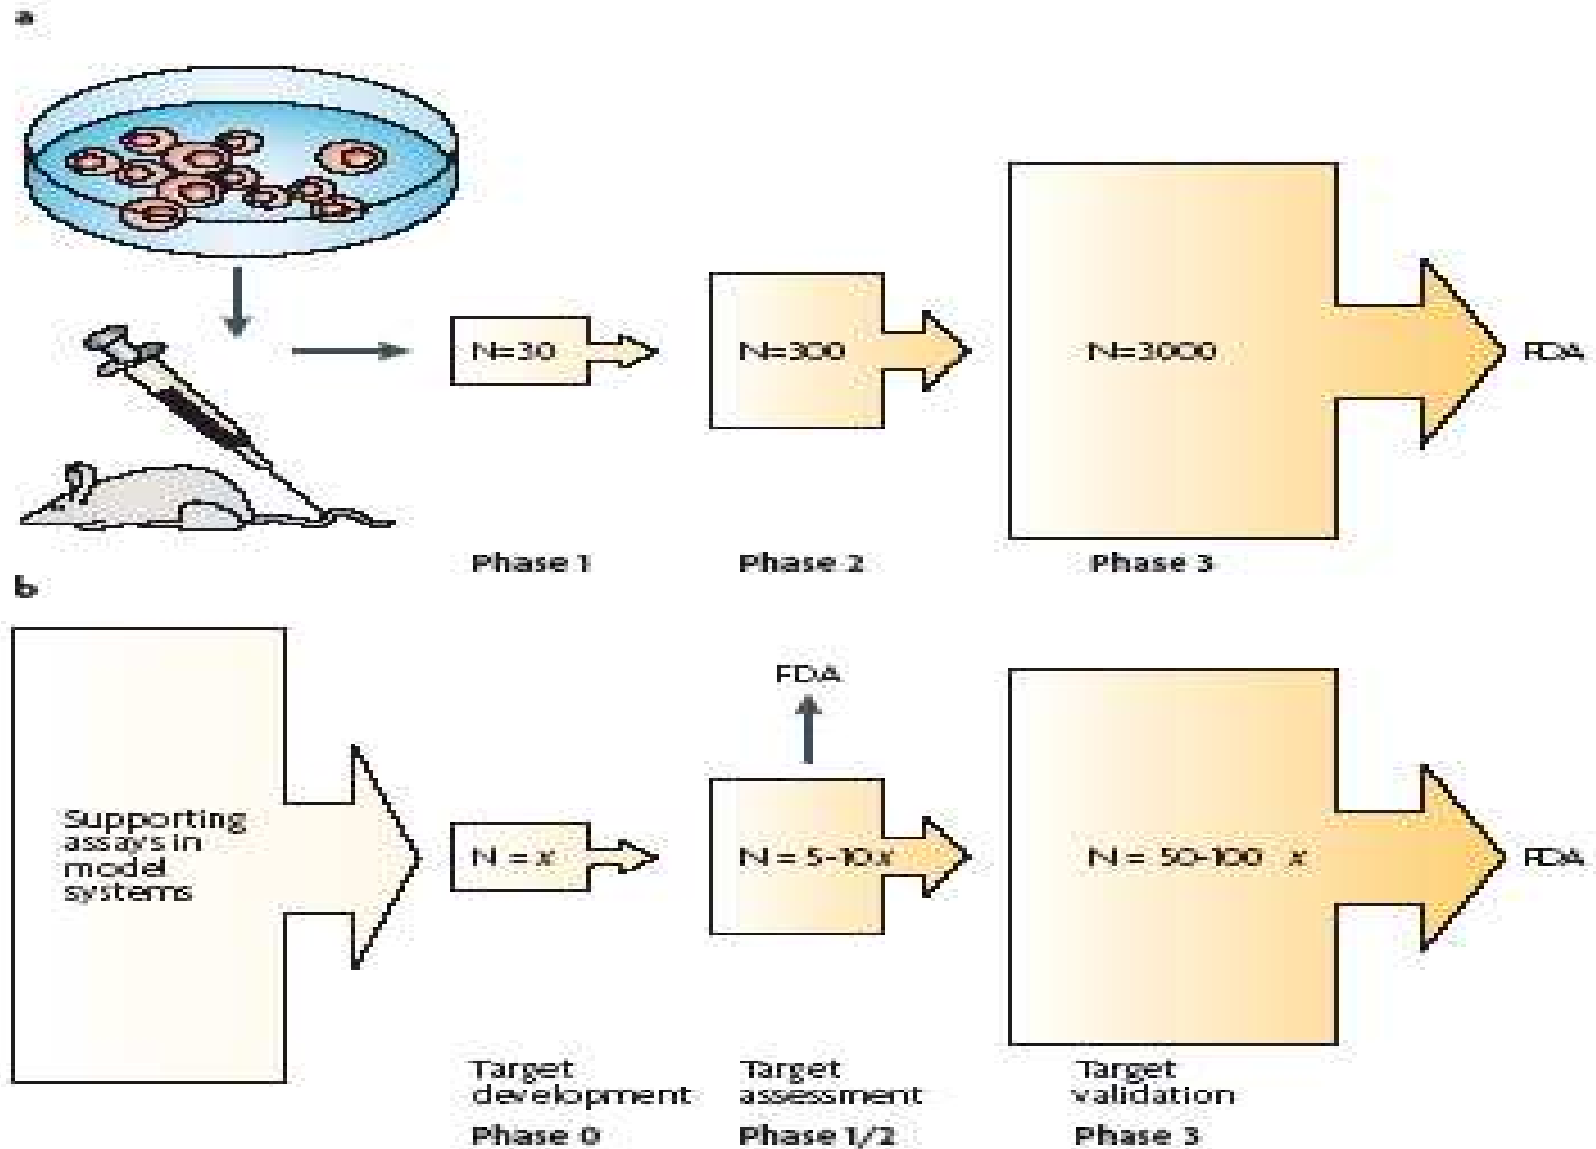 a
N=30
N=300
N=3000
FDA
Phase 1
Phase 2
Phase 3
b
FDA
Supporting
assays in
model
systems
N = x
N = 5-10x
N = 50-100 x
FDA
Target
development
Phase 0
Target
assessment
Phase 1/2
Target
validation
Phase 3